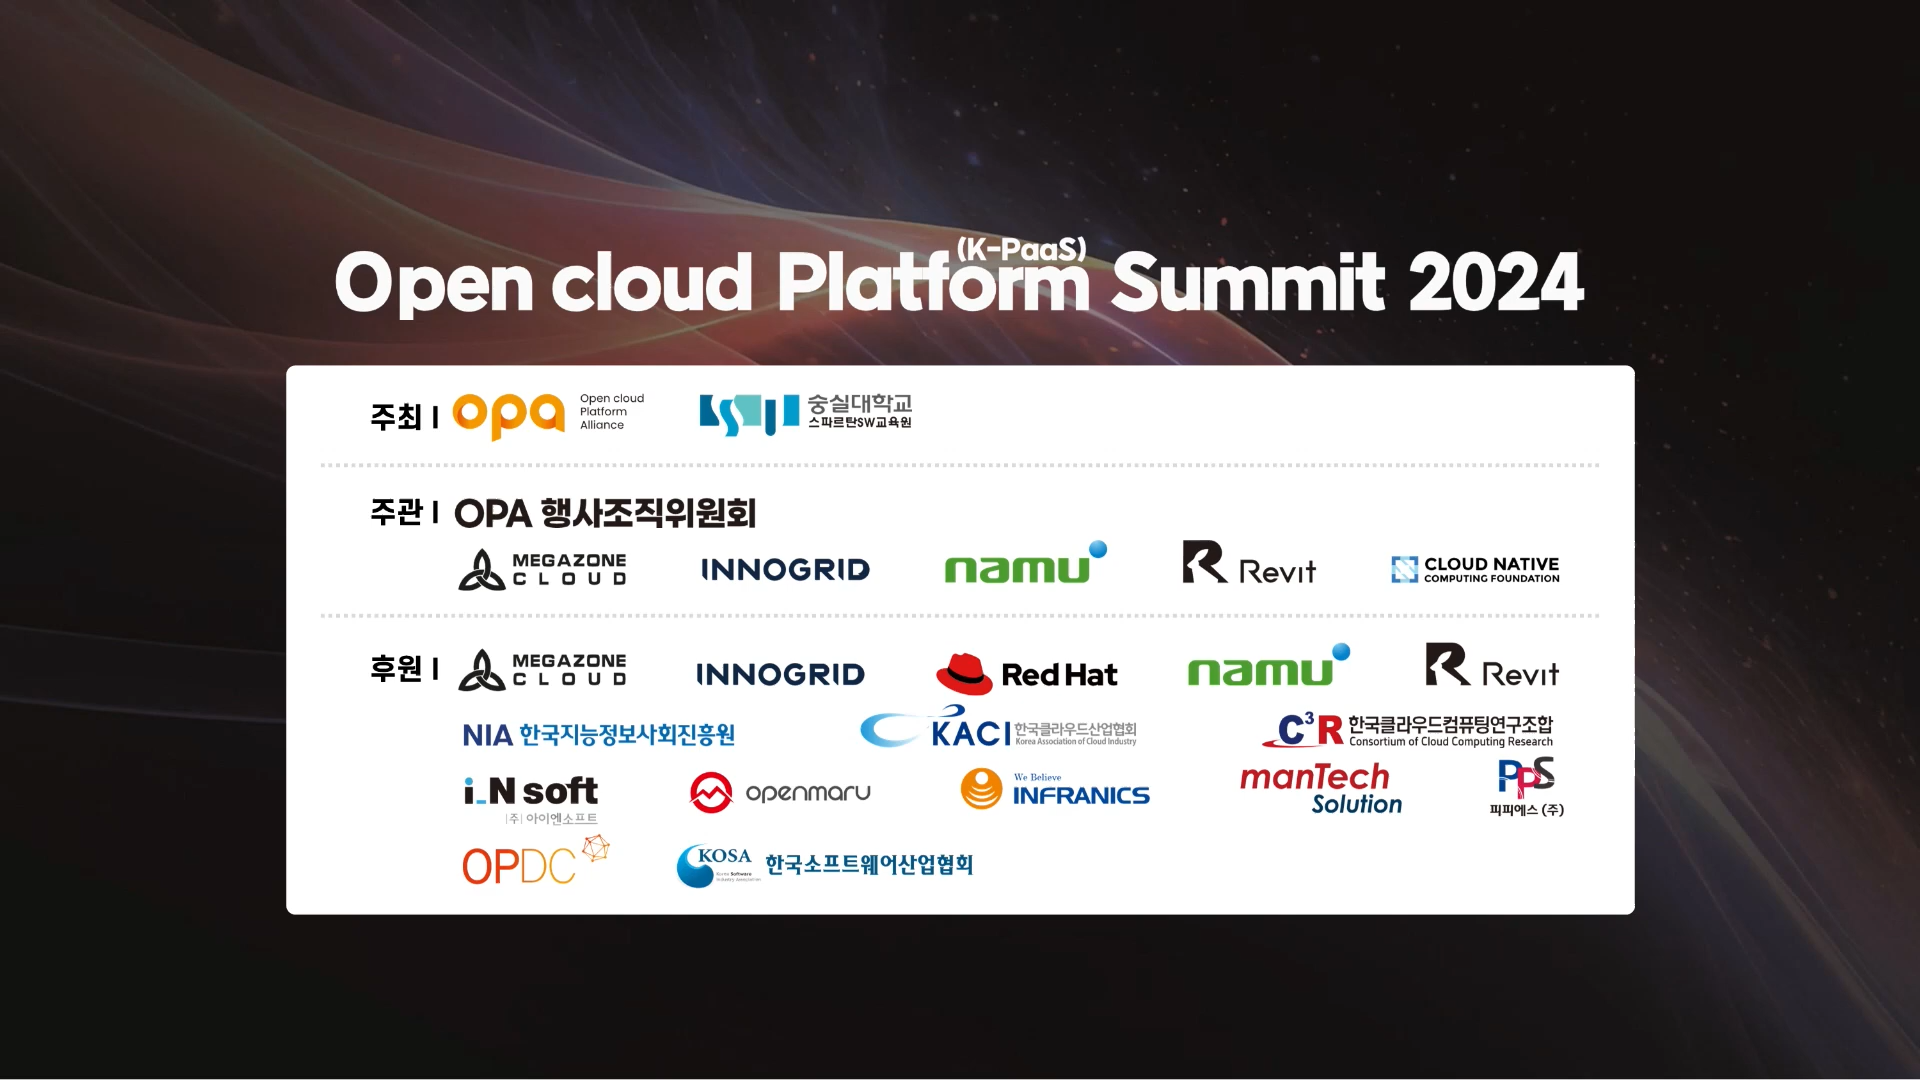 Open cloud Platform Summit 2024
(K-PaaS)
주최 | opa Open cloud Platform Alliance 숭실대학교 스파르탄SW교육원
주관 | OPA 행사조직위원회
MEGAZONE CLOUD INNOGRID namu Revit CLOUD NATIVE COMPUTING FOUNDATION
후원 | MEGAZONE CLOUD INNOGRID Red Hat namu Revit
NIA 한국지능정보사회진흥원 KACI 한국클라우드산업협회 Korea Association of Cloud Industry C3R 한국클라우드컴퓨팅연구조합 Consortium of Cloud Computing Research
i_N soft |주| 아이엔소프트 openmaru We Believe INFRANICS manTech Solution PPS 피피에스 (주)
OPDC KOSA Korea Software Industry Association 한국소프트웨어산업협회